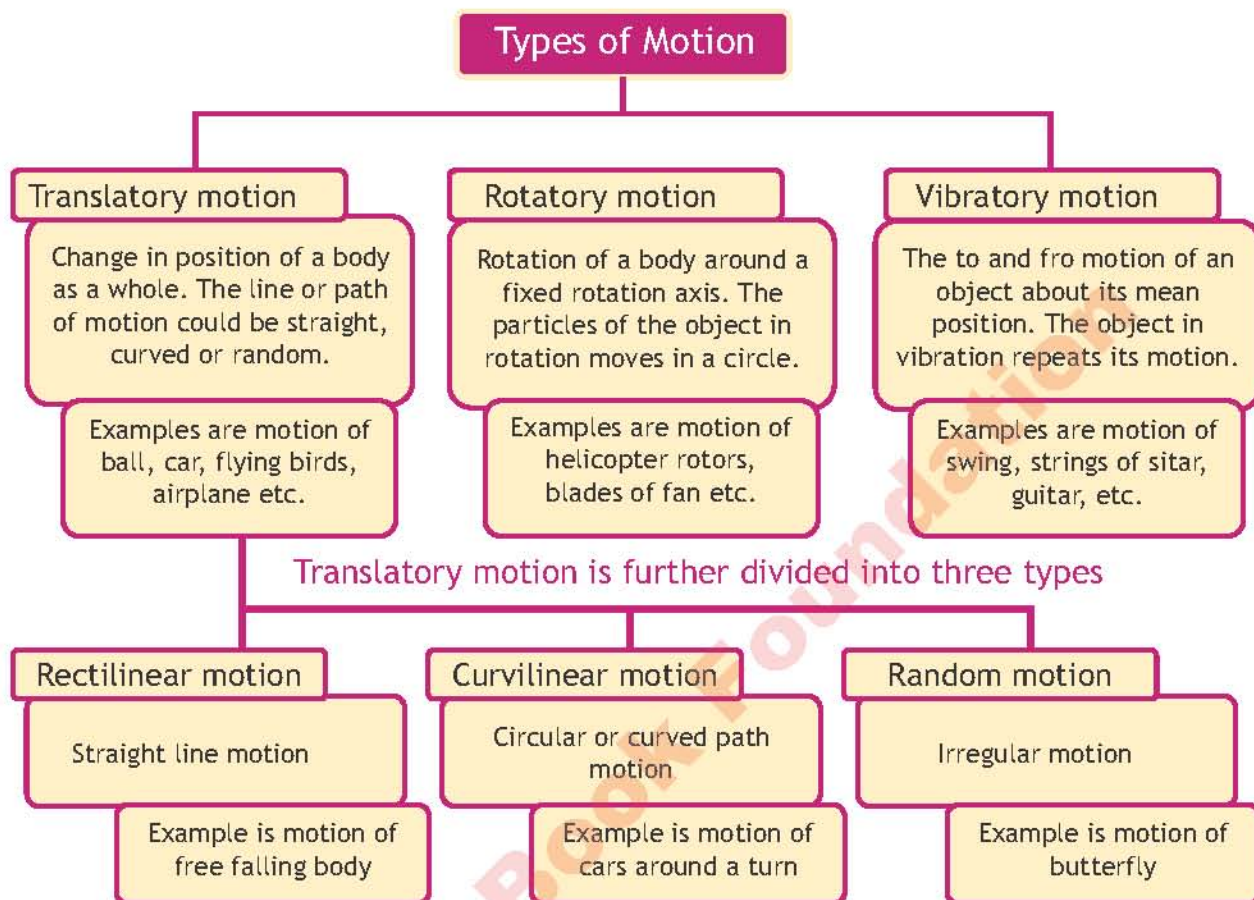 Types of Motion
Translatory motion
Change in position of a body
as a whole. The line or path
of motion could be straight,
curved or random.
Examples are motion of
ball, car, flying birds,
airplane etc.
Rotatory motion
Rotation of a body around a
fixed rotation axis. The
particles of the object in
rotation moves in a circle.
Examples are motion of
helicopter rotors,
blades of fan etc.
Vibratory motion
The to and fro motion of an
object about its mean
position. The object in
vibration repeats its motion.
Examples are motion of
swing, strings of sitar,
guitar, etc.
Translatory motion is further divided into three types
Rectilinear motion
Straight line motion
Example is motion of
free falling body
Curvilinear motion
Circular or curved path
motion
Example is motion of
cars around a turn
Random motion
Irregular motion
Example is motion of
butterfly
Book Foundation